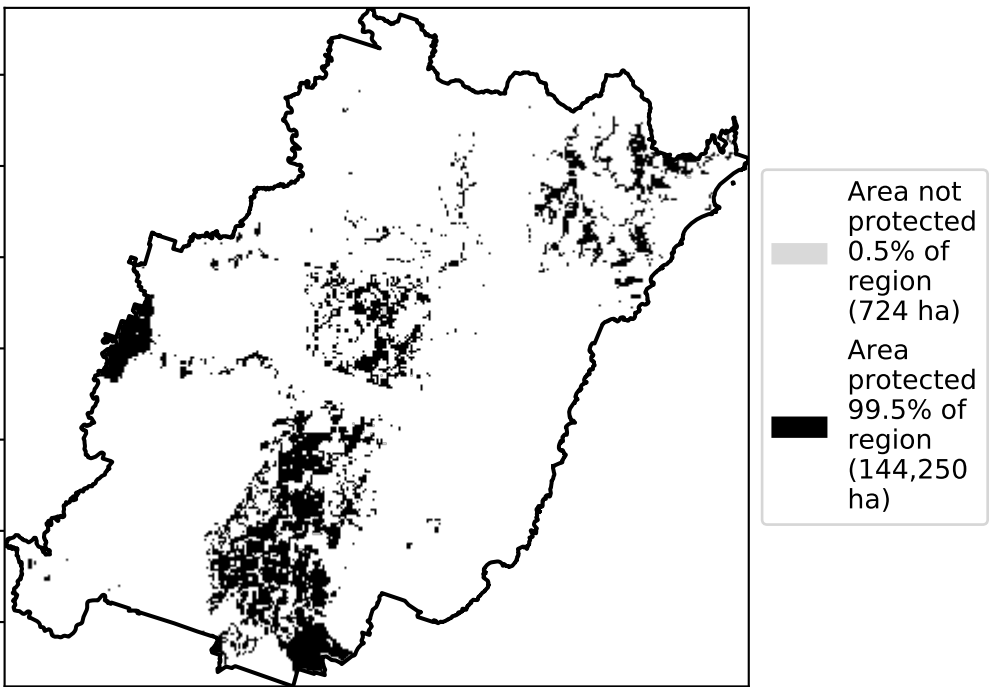 Area not
protected
0.5% of
region
(724 ha)
Area
protected
99.5% of
region
(144,250
ha)